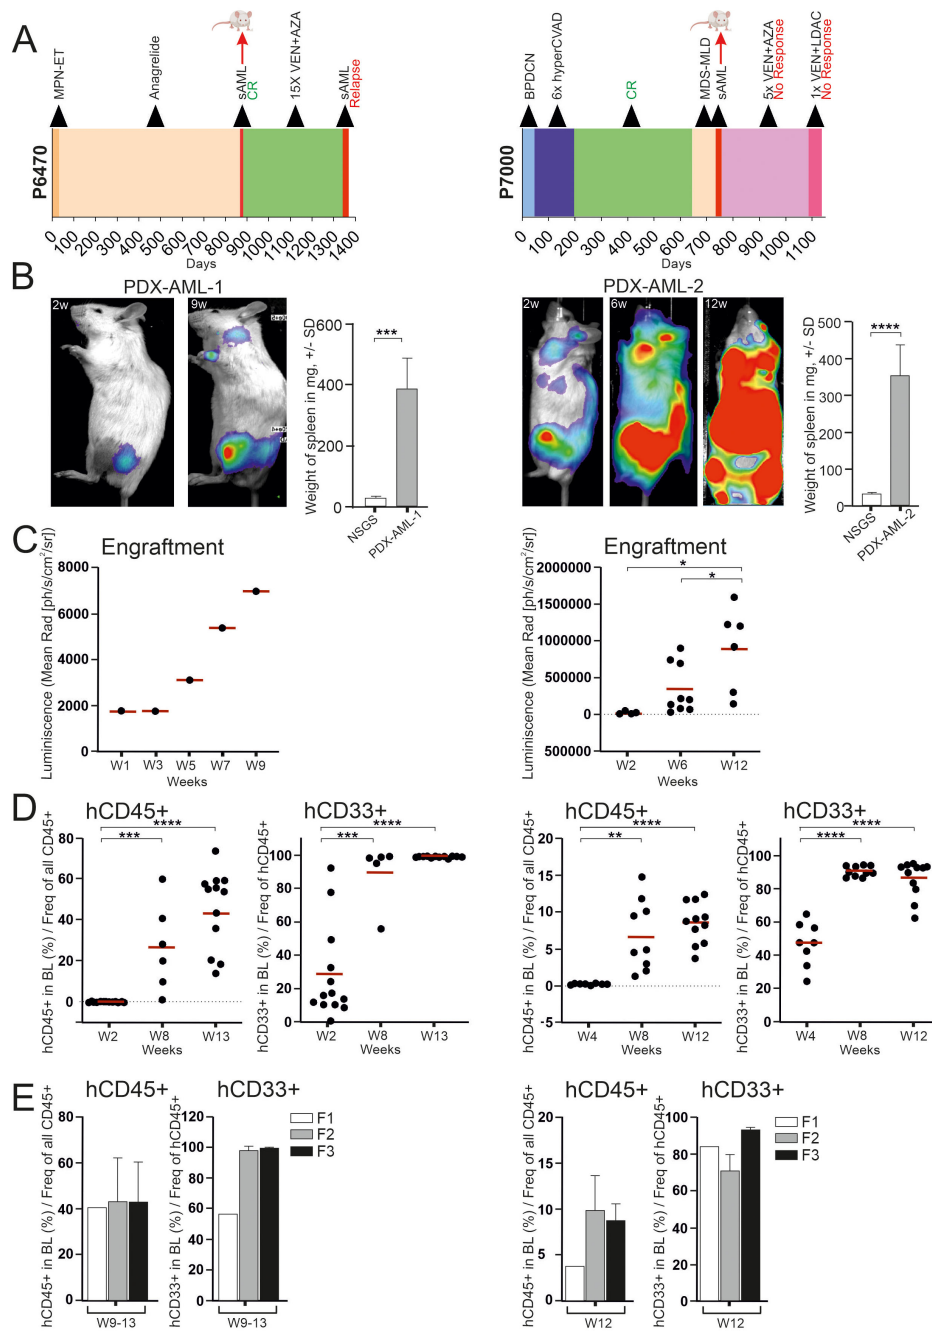 A
MPN-ET
Anagrelide
sAML
CR
15X VEN+AZA
sAML
Relapse
P6470
0 100 200 300 400 500 600 700 800 900 1000 1100 1200 1300 1400
Days
BPDCN
6x hyperCVAD
CR
MDS-MLD
sAML
5x VEN+AZA
No Response
1x VEN+LDAC
No Response
P7000
0 100 200 300 400 500 600 700 800 900 1000 1100
Days
B
PDX-AML-1
2w
9w
Weight of spleen in mg, +/- SD
600
400
200
0
***
NSGS
PDX-AML-1
PDX-AML-2
2w
6w
12w
Weight of spleen in mg, +/- SD
500
400
300
200
100
0
****
NSGS
PDX-AML-2
C
Engraftment
Luminiscence (Mean Rad [ph/s/cm²/sr]
8000
6000
4000
2000
0
W1 W3 W5 W7 W9
Weeks
Engraftment
Luminiscence (Mean Rad [ph/s/cm²/sr]
2000000
1500000
1000000
500000
0
500000
*
*
W2 W6 W12
Weeks
D
hCD45+
hCD45+ in BL (%) / Freq of all CD45+
80
60
40
20
0
****
***
W2 W8 W13
Weeks
hCD33+
hCD33+ in BL (%) / Freq of hCD45+
100
80
60
40
20
0
****
***
W2 W8 W13
Weeks
hCD45+
hCD45+ in BL (%) / Freq of all CD45+
20
15
10
5
0
-5
****
**
W4 W8 W12
Weeks
hCD33+
hCD33+ in BL (%) / Freq of hCD45+
100
80
60
40
20
0
****
****
W4 W8 W12
Weeks
E
hCD45+
hCD45+ in BL (%) / Freq of all CD45+
80
60
40
20
0
W9-13
hCD33+
hCD33+ in BL (%) / Freq of hCD45+
120
100
80
60
40
20
0
W9-13
F1
F2
F3
hCD45+
hCD45+ in BL (%) / Freq of all CD45+
20
15
10
5
0
W12
hCD33+
hCD33+ in BL (%) / Freq of hCD45+
100
80
60
40
20
0
W12
F1
F2
F3